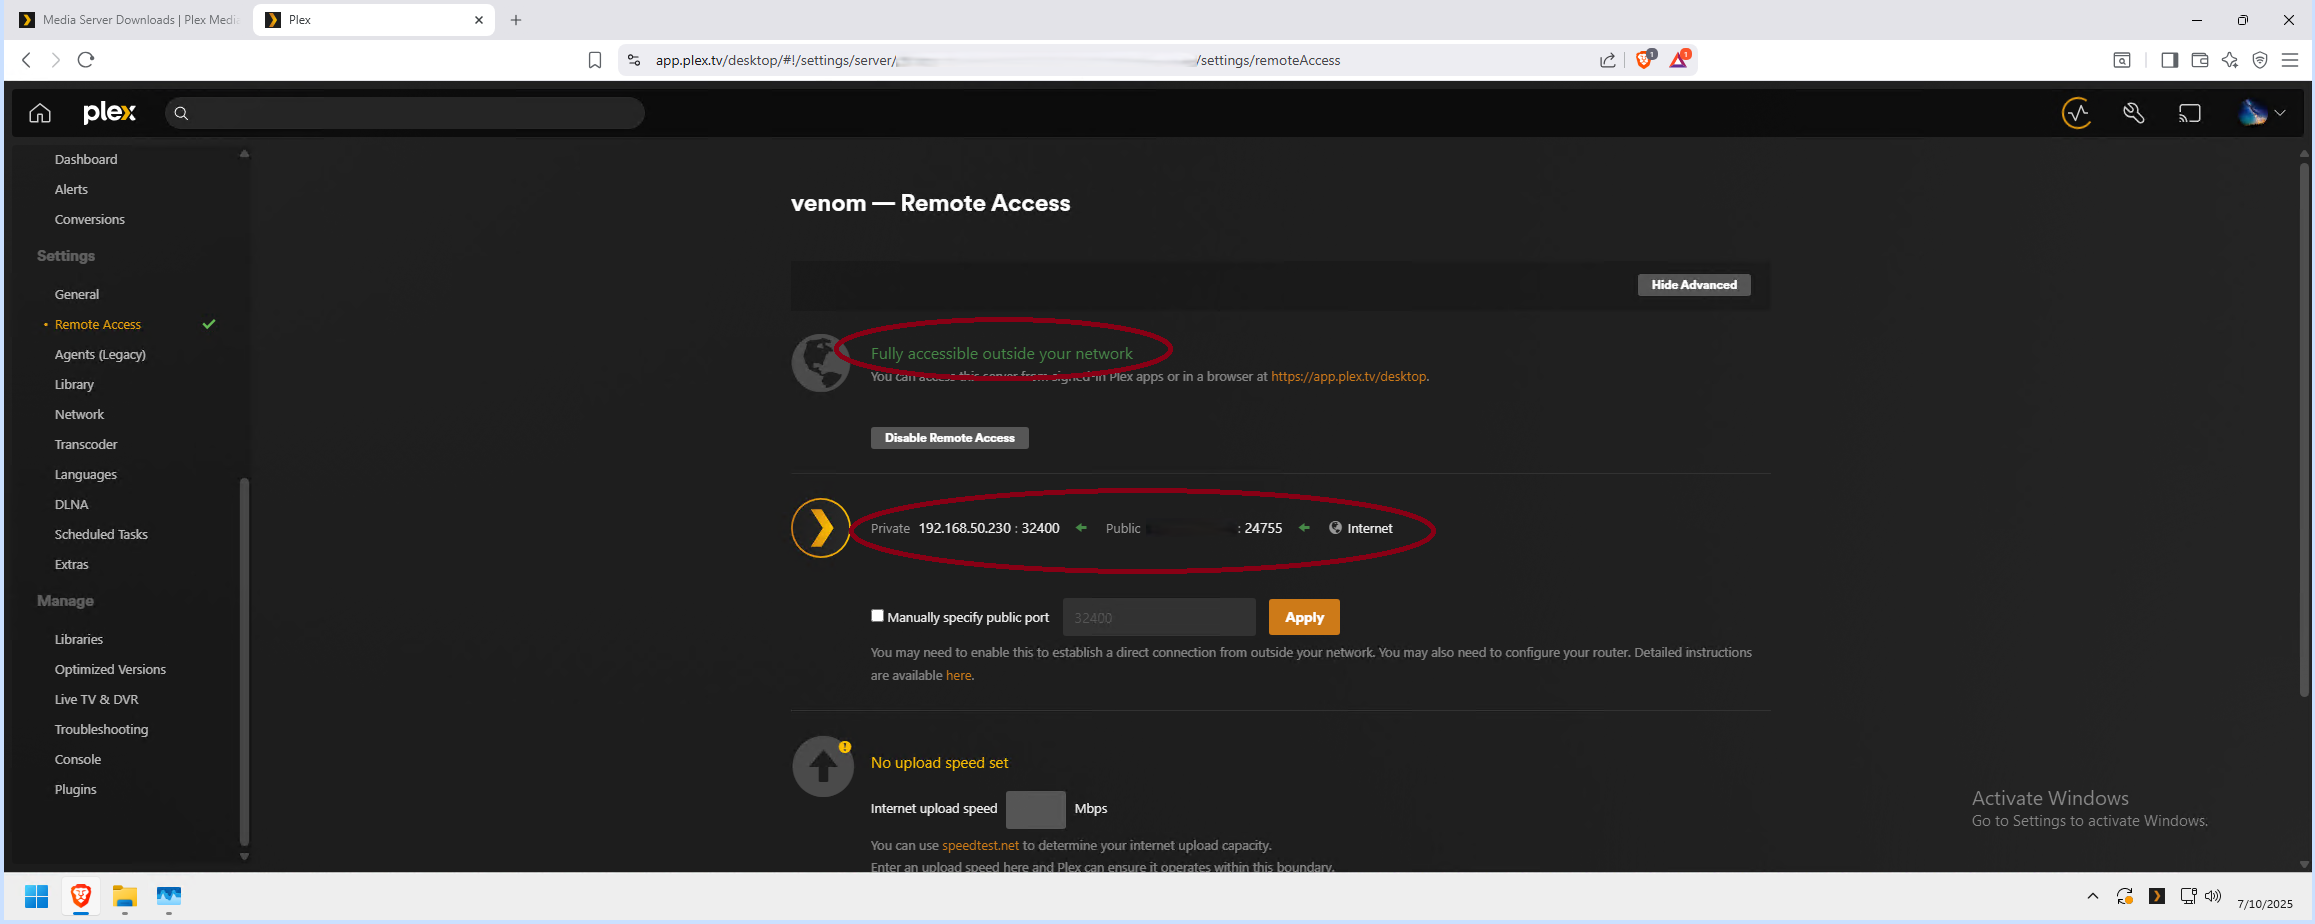 Media Server Downloads | Plex Media
Plex
app.plex.tv/desktop/#!/settings/server/
/settings/remoteAccess
1
1
plex
Dashboard
Alerts
Conversions
Settings
General
Remote Access
Agents (Legacy)
Library
Network
Transcoder
Languages
DLNA
Scheduled Tasks
Extras
Manage
Libraries
Optimized Versions
Live TV & DVR
Troubleshooting
Console
Plugins
venom — Remote Access
Hide Advanced
Fully accessible outside your network
You can access this server from signed-in Plex apps or in a browser at https://app.plex.tv/desktop.
Disable Remote Access
Private 192.168.50.230 : 32400 Public : 24755 Internet
Manually specify public port 32400 Apply
You may need to enable this to establish a direct connection from outside your network. You may also need to configure your router. Detailed instructions
are available here.
No upload speed set
Internet upload speed Mbps
You can use speedtest.net to determine your internet upload capacity.
Enter an upload speed here and Plex can ensure it operates within this boundary.
Activate Windows
Go to Settings to activate Windows.
7/10/2025